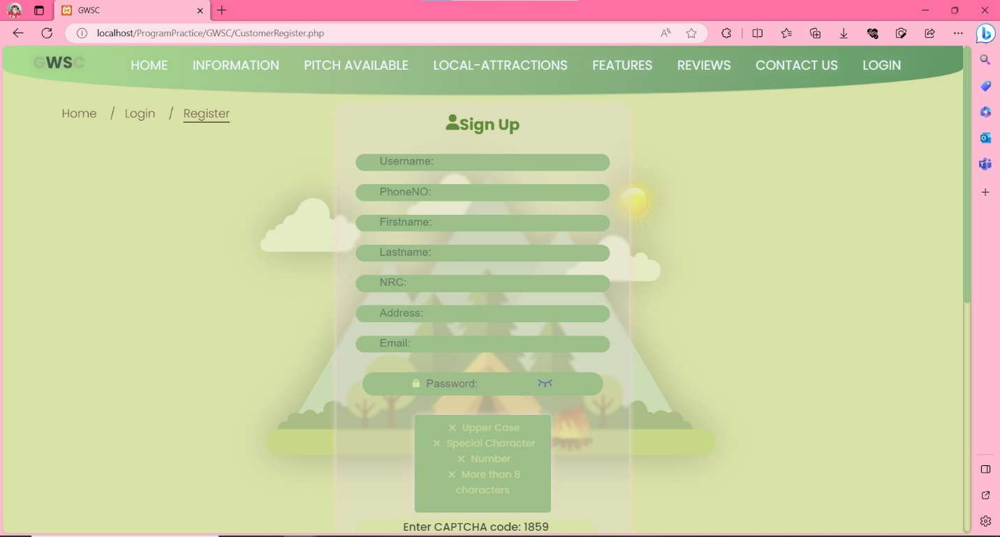 GWSC
localhost/ProgramPractice/GWSC/CustomerRegister.php
GWSC HOME INFORMATION PITCH AVAILABLE LOCAL-ATTRACTIONS FEATURES REVIEWS CONTACT US LOGIN
Home / Login / Register
Sign Up
Username:
PhoneNO:
Firstname:
Lastname:
NRC:
Address:
Email:
Password:
× Upper Case
× Special Character
× Number
× More than 8
characters
Enter CAPTCHA code: 1859